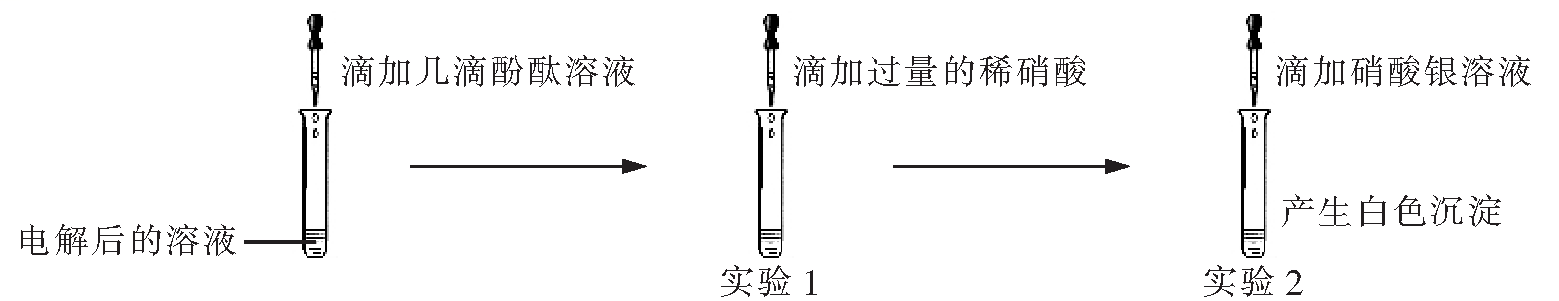 滴加几滴酚酞溶液
滴加过量的稀硝酸
滴加硝酸银溶液
电解后的溶液
产生白色沉淀
实验1
实验2